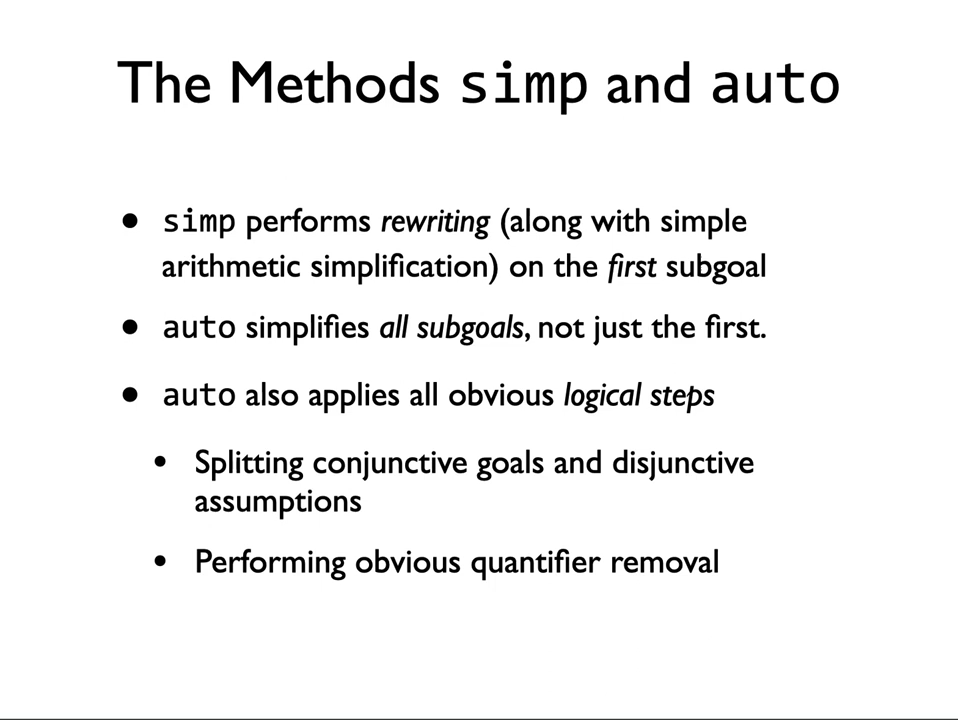 The Methods simp and auto
• simp performs rewriting (along with simple
arithmetic simplification) on the first subgoal
• auto simplifies all subgoals, not just the first.
• auto also applies all obvious logical steps
• Splitting conjunctive goals and disjunctive
assumptions
• Performing obvious quantifier removal